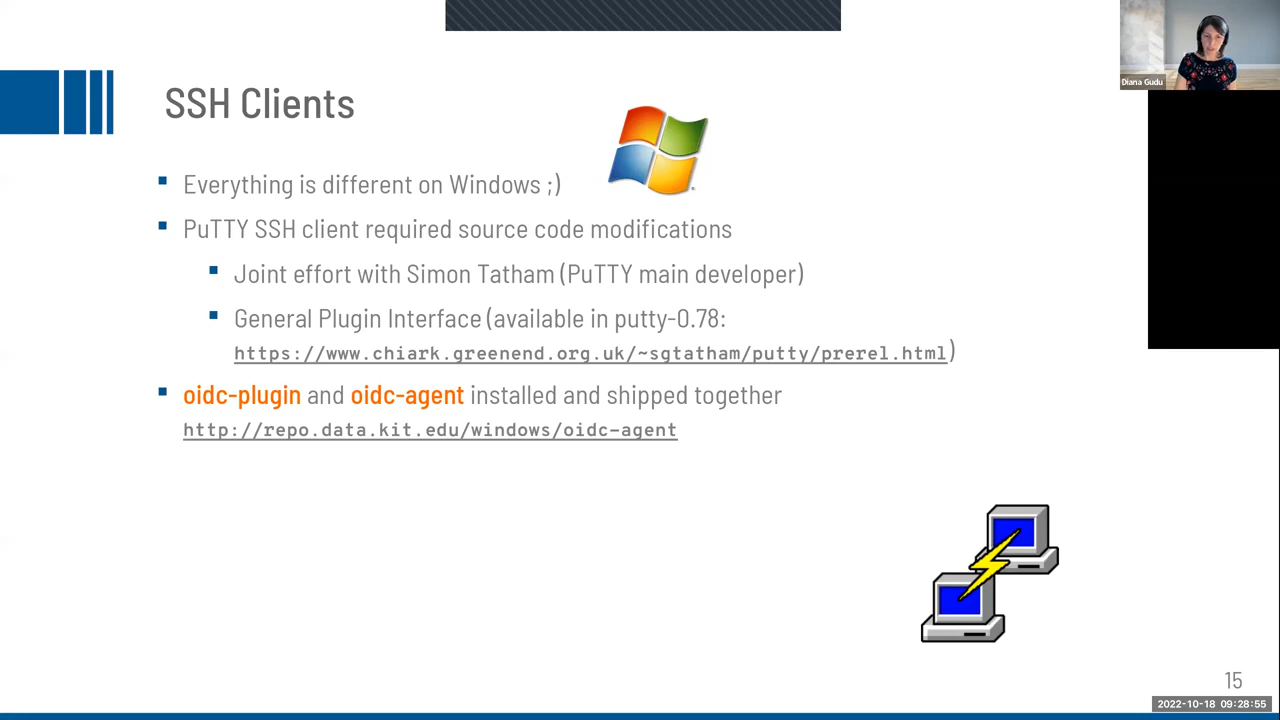 Diana Gudu
SSH Clients
Everything is different on Windows ;)
PuTTY SSH client required source code modifications
Joint effort with Simon Tatham (PuTTY main developer)
General Plugin Interface (available in putty-0.78:
https://www.chiark.greenend.org.uk/~sgtatham/putty/prerel.html)
oidc-plugin and oidc-agent installed and shipped together
http://repo.data.kit.edu/windows/oidc-agent
15
2022-10-18 09:28:55